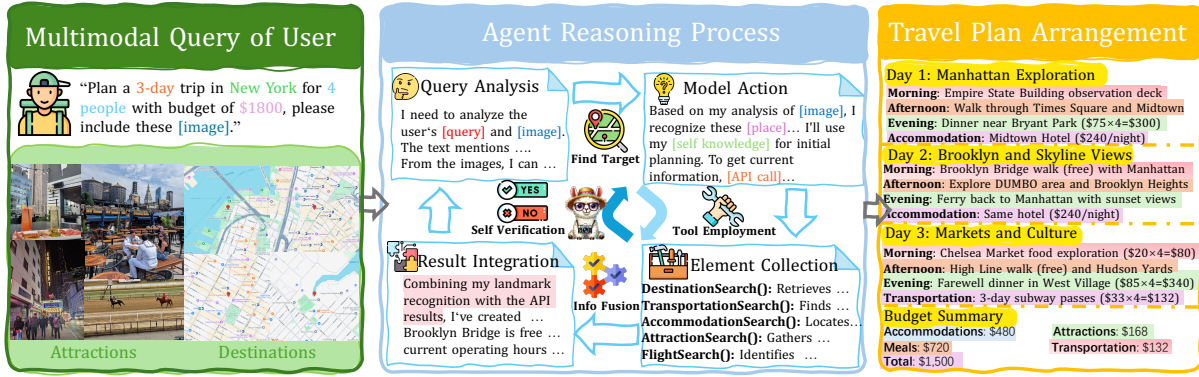 Multimodal Query of User
“Plan a 3-day trip in New York for 4
people with budget of $1800, please
include these [image].”
Attractions
Destinations
Agent Reasoning Process
Query Analysis
I need to analyze the
user‘s [query] and [image].
The text mentions ….
From the images, I can …
Find Target
Model Action
Based on my analysis of [image], I
recognize these [place]… I’ll use
my [self knowledge] for initial
planning. To get current
information, [API call]…
YES
NO
Self Verification
Tool Employment
Result Integration
Combining my landmark
recognition with the API
results, I‘ve created …
Brooklyn Bridge is free …
current operating hours …
Info Fusion
Element Collection
DestinationSearch(): Retrieves …
TransportationSearch(): Finds …
AccommodationSearch(): Locates…
AttractionSearch(): Gathers …
FlightSearch(): Identifies …
Travel Plan Arrangement
Day 1: Manhattan Exploration
Morning: Empire State Building observation deck
Afternoon: Walk through Times Square and Midtown
Evening: Dinner near Bryant Park ($75×4=$300)
Accommodation: Midtown Hotel ($240/night)
Day 2: Brooklyn and Skyline Views
Morning: Brooklyn Bridge walk (free) with Manhattan
Afternoon: Explore DUMBO area and Brooklyn Heights
Evening: Ferry back to Manhattan with sunset views
Accommodation: Same hotel ($240/night)
Day 3: Markets and Culture
Morning: Chelsea Market food exploration ($20×4=$80)
Afternoon: High Line walk (free) and Hudson Yards
Evening: Farewell dinner in West Village ($85×4=$340)
Transportation: 3-day subway passes ($33×4=$132)
Budget Summary
Accommodations: $480 Attractions: $168
Meals: $720 Transportation: $132
Total: $1,500